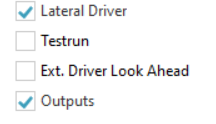 Lateral Driver
Testrun
Ext. Driver Look Ahead
Outputs